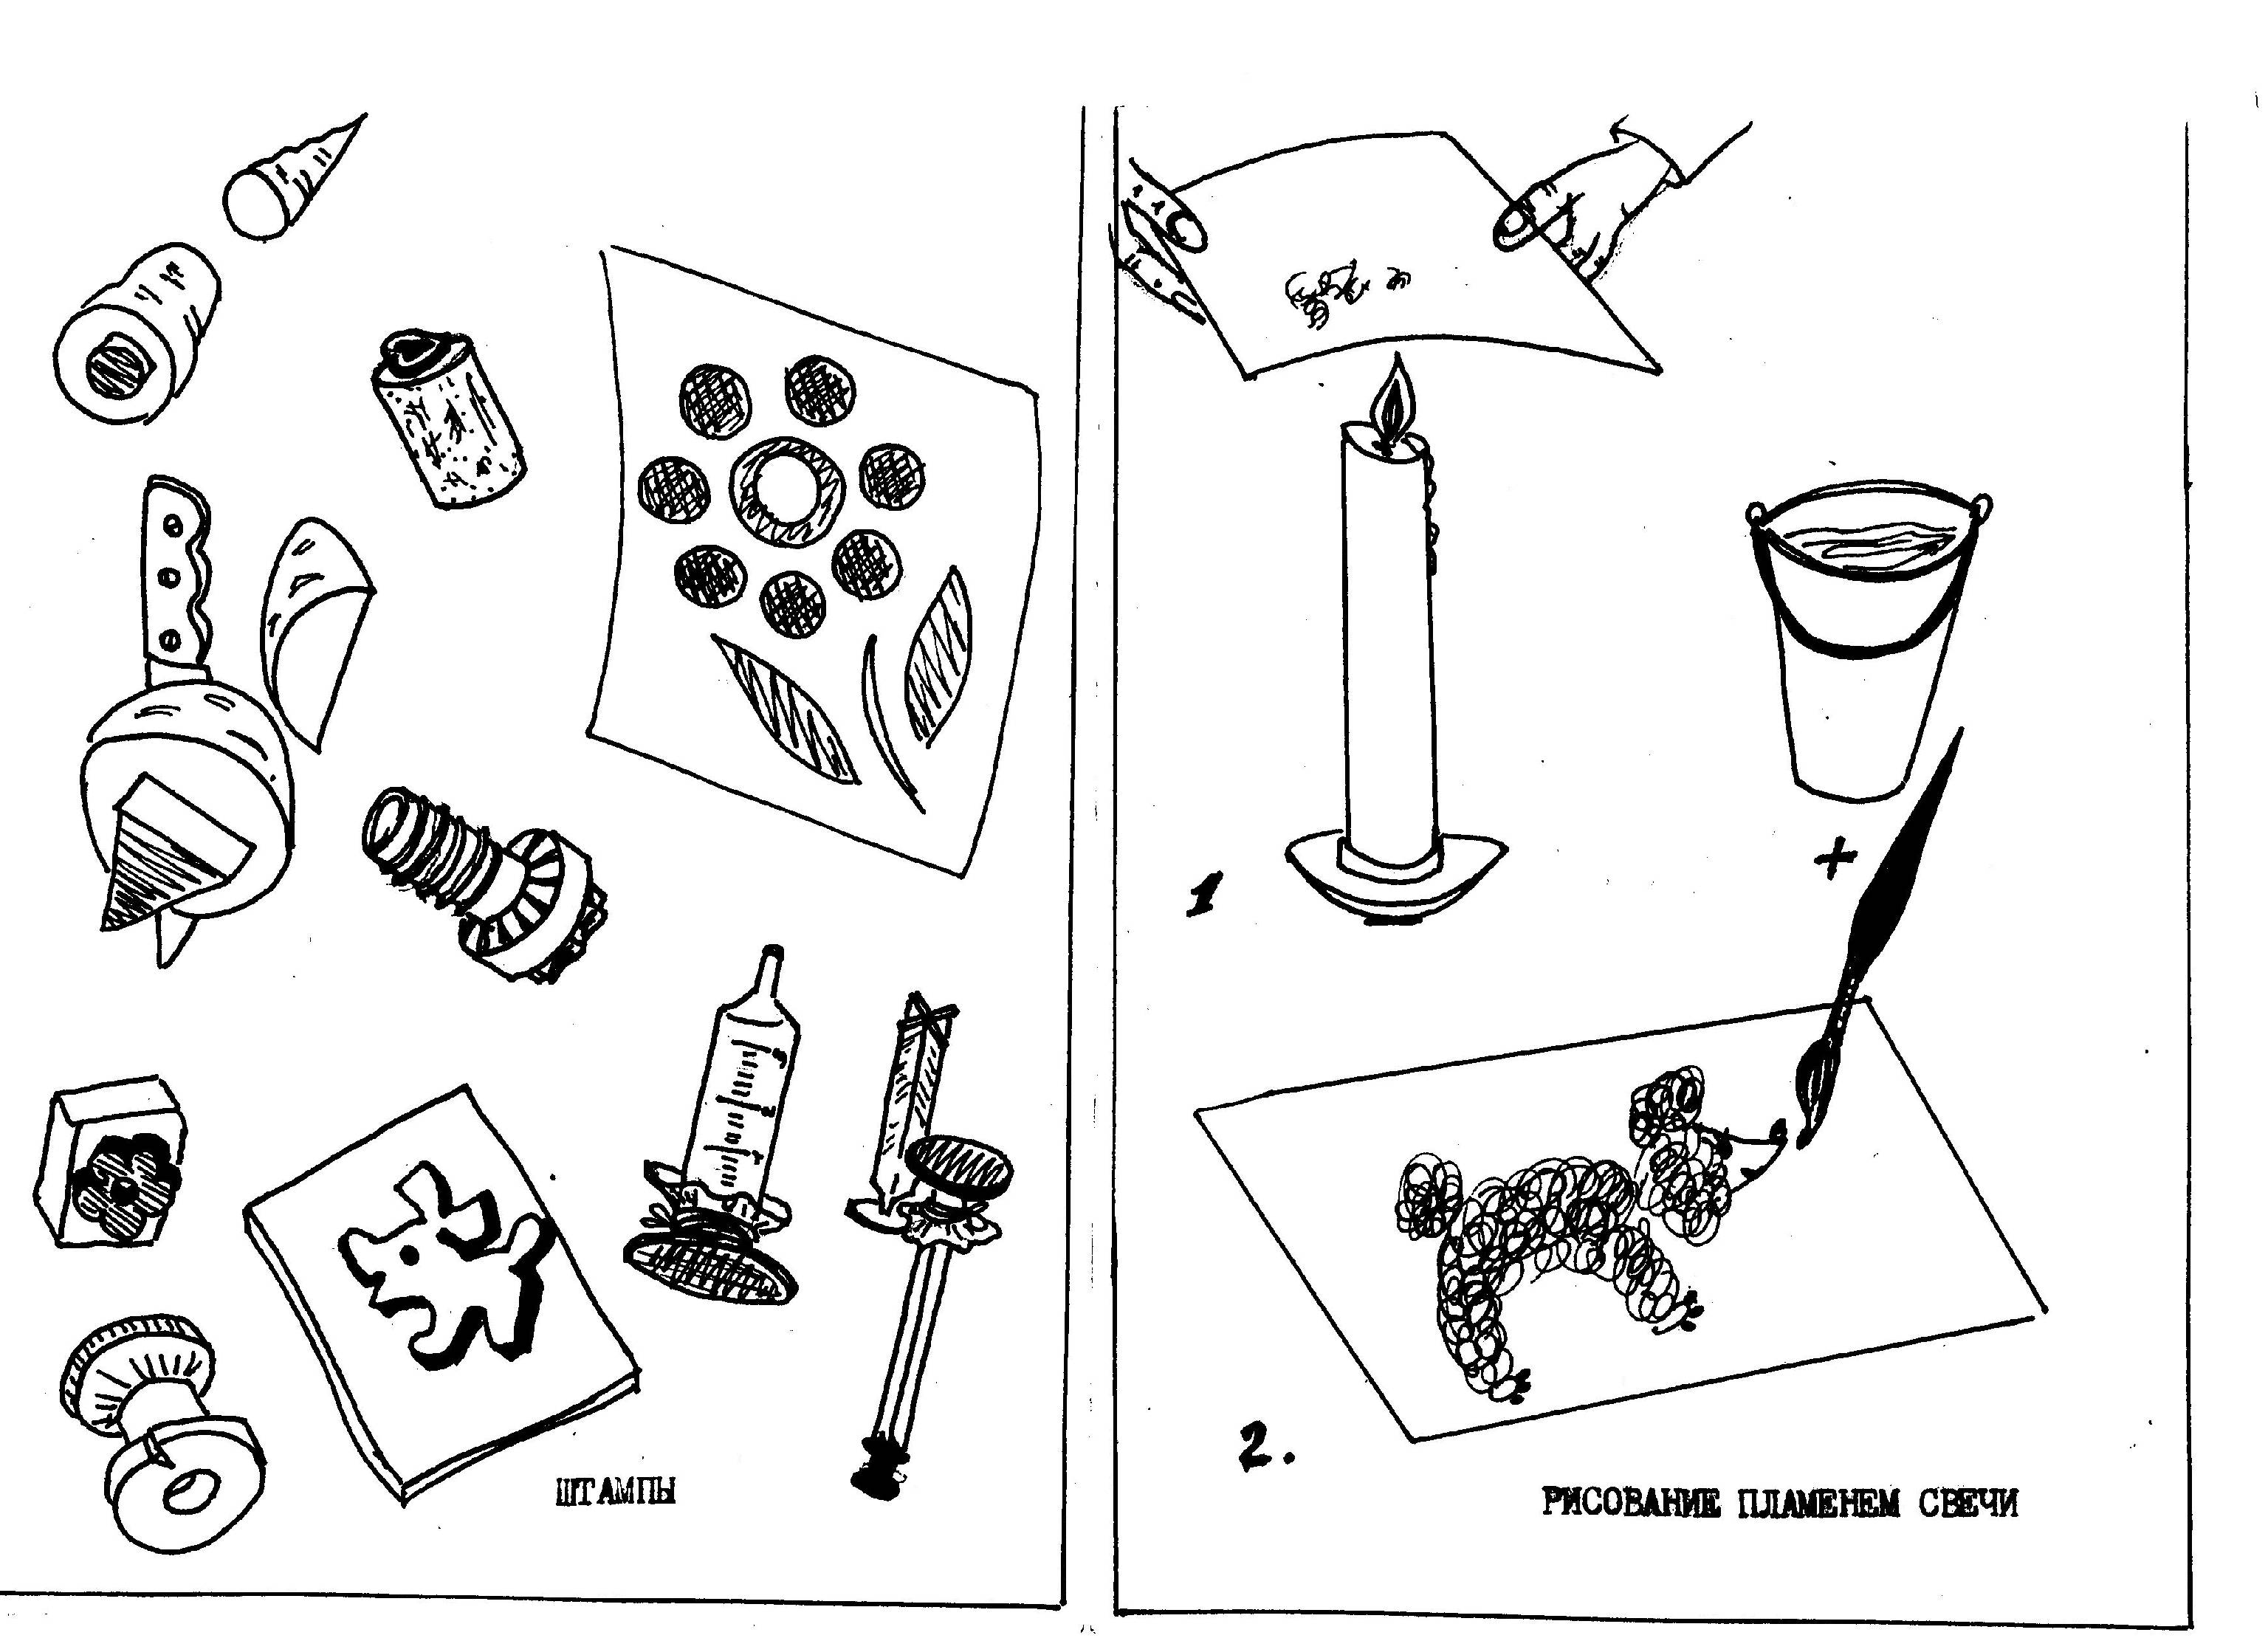 ШТАМПЫ
1
+
2.
РИСОВАНИЕ ПЛАМЕНЕМ СВЕЧИ